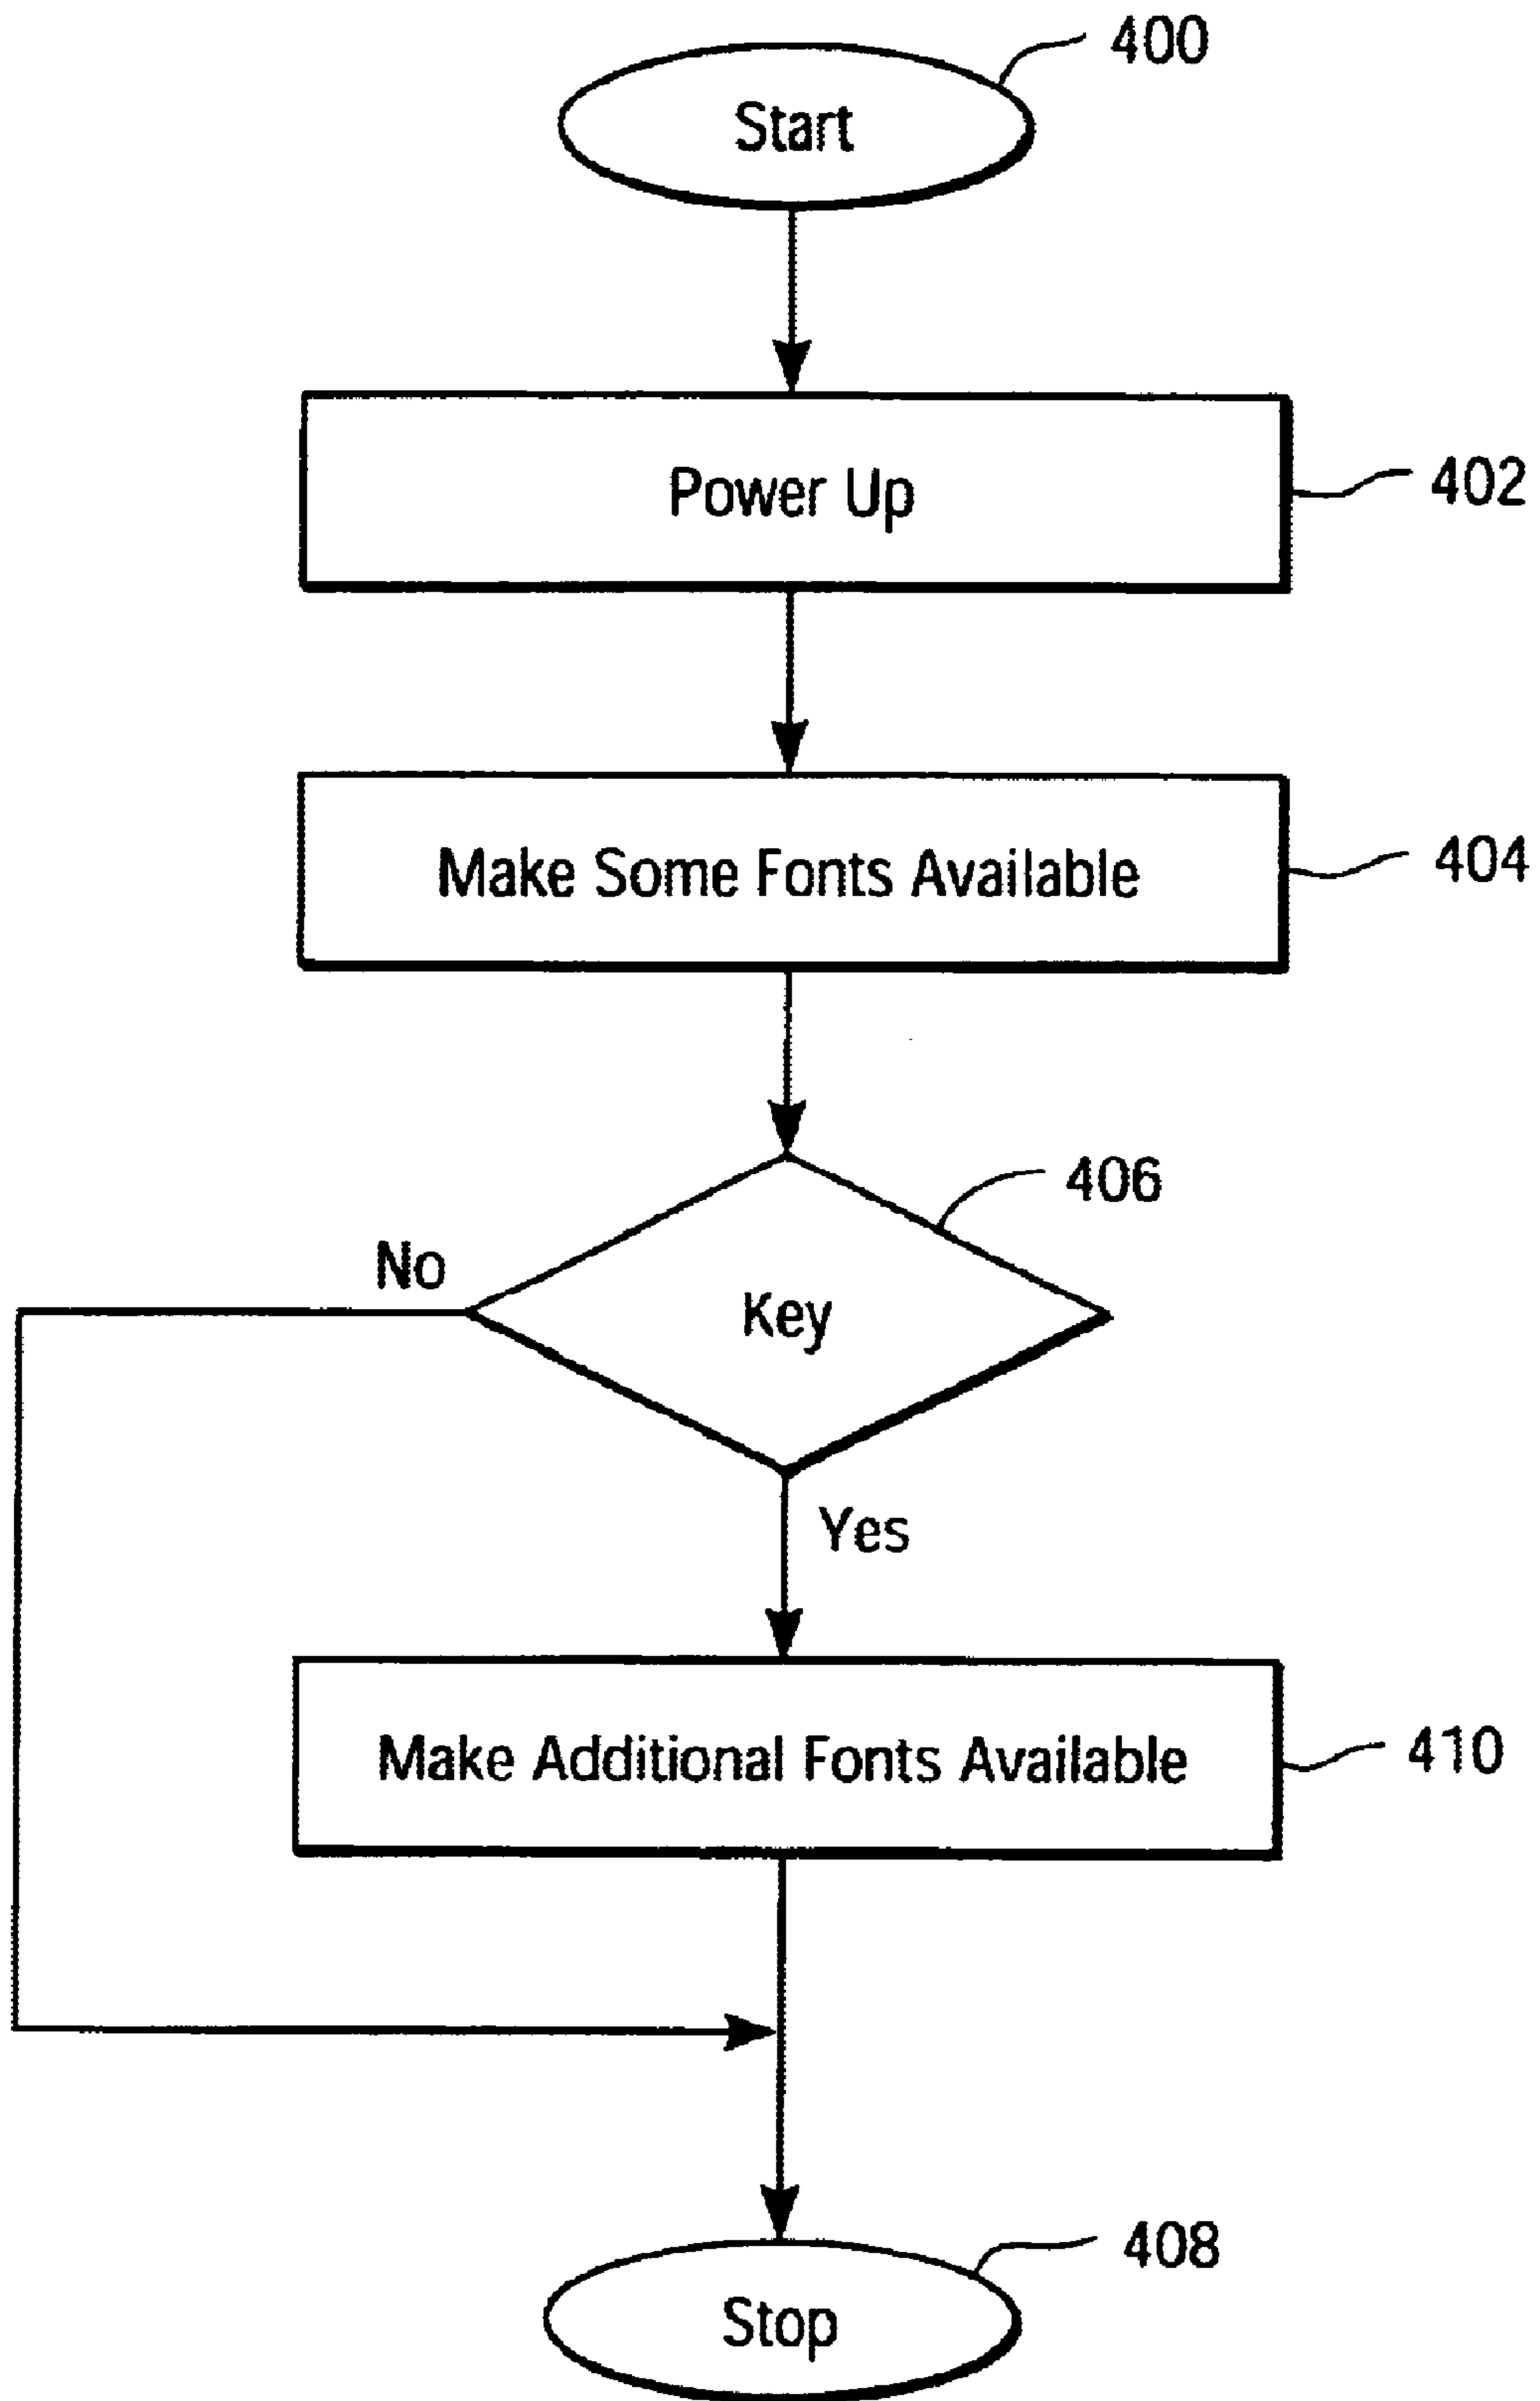 400
Start
Power Up
402
Make Some Fonts Available
404
406
No
Key
Yes
Make Additional Fonts Available
410
408
Stop